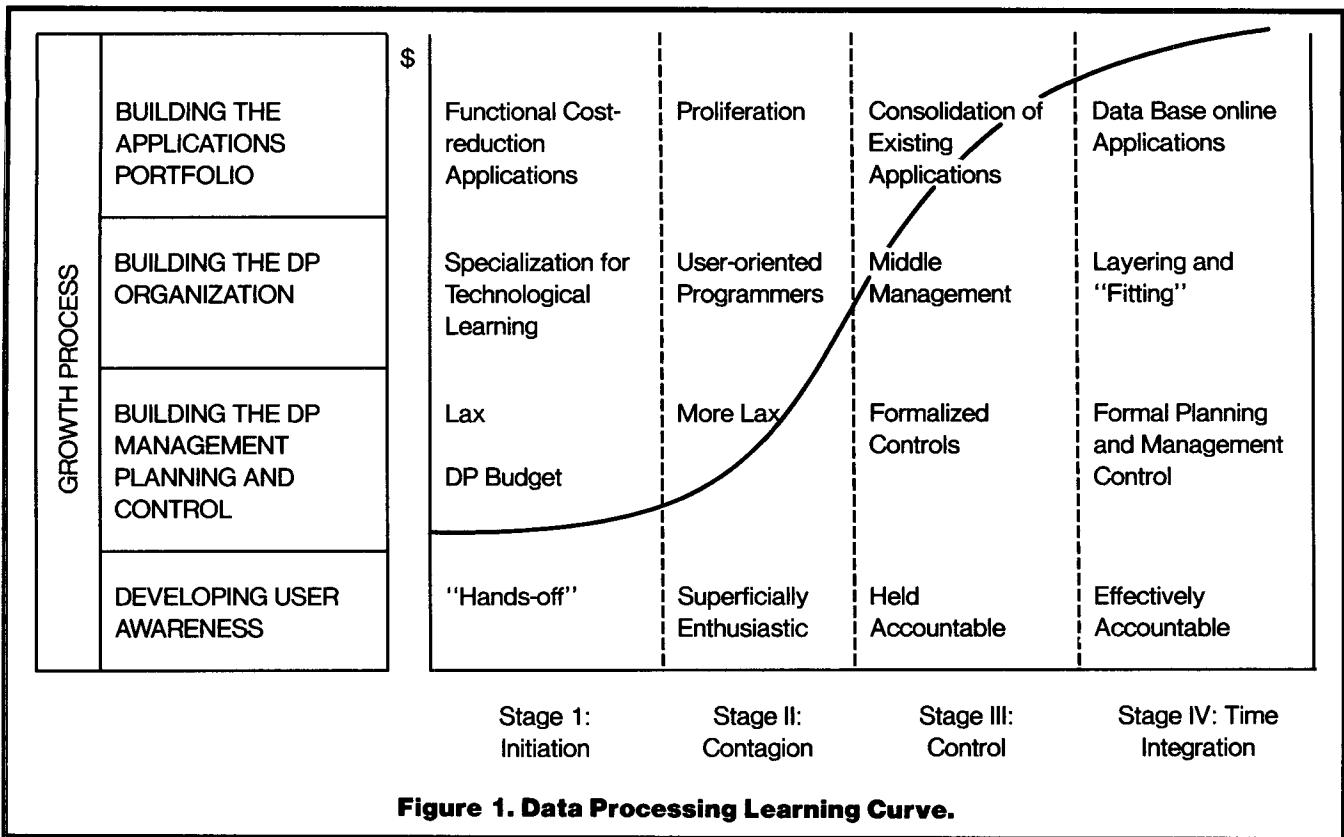 $
GROWTH PROCESS
BUILDING THE
APPLICATIONS
PORTFOLIO
Functional Cost-
reduction
Applications
Proliferation
Consolidation of
Existing
Applications
Data Base online
Applications
BUILDING THE DP
ORGANIZATION
Specialization for
Technological
Learning
User-oriented
Programmers
Middle
Management
Layering and
"Fitting"
BUILDING THE DP
MANAGEMENT
PLANNING AND
CONTROL
Lax
DP Budget
More Lax
Formalized
Controls
Formal Planning
and Management
Control
DEVELOPING USER
AWARENESS
"Hands-off"
Superficially
Enthusiastic
Held
Accountable
Effectively
Accountable
Stage 1:
Initiation
Stage II:
Contagion
Stage III:
Control
Stage IV: Time
Integration
Figure 1. Data Processing Learning Curve.